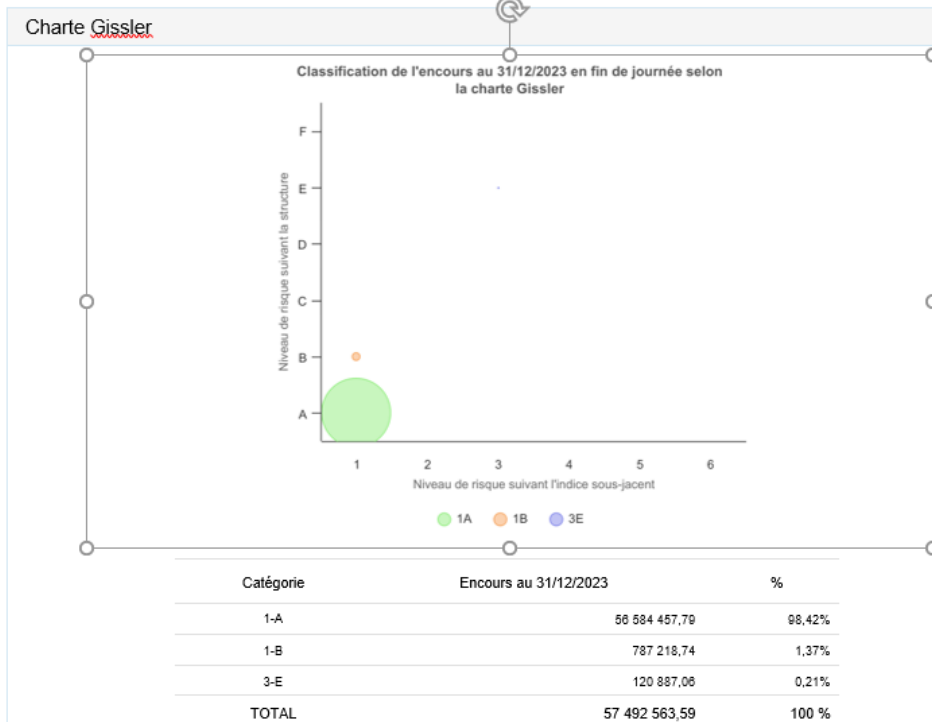 Charte Gissler
Classification de l'encours au 31/12/2023 en fin de journée selon
la charte Gissler
F
E
D
C
B
A
Niveau de risque suivant la structure
1 2 3 4 5 6
Niveau de risque suivant l'indice sous-jacent
1A 1B 3E
Catégorie Encours au 31/12/2023 %
1-A 56 584 457,79 98,42%
1-B 787 218,74 1,37%
3-E 120 887,06 0,21%
TOTAL 57 492 563,59 100 %